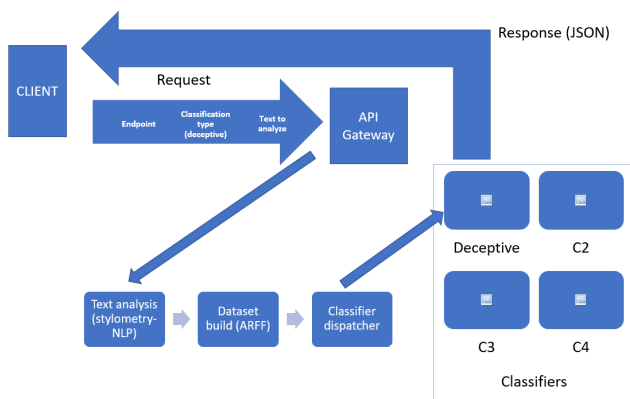 Response (JSON)
Request
CLIENT
Endpoint
Classification
type
(deceptive)
Text to
analyze
API
Gateway
Deceptive
C2
Text analysis
(stylometry-
NLP)
Dataset
build (ARFF)
Classifier
dispatcher
C3
C4
Classifiers